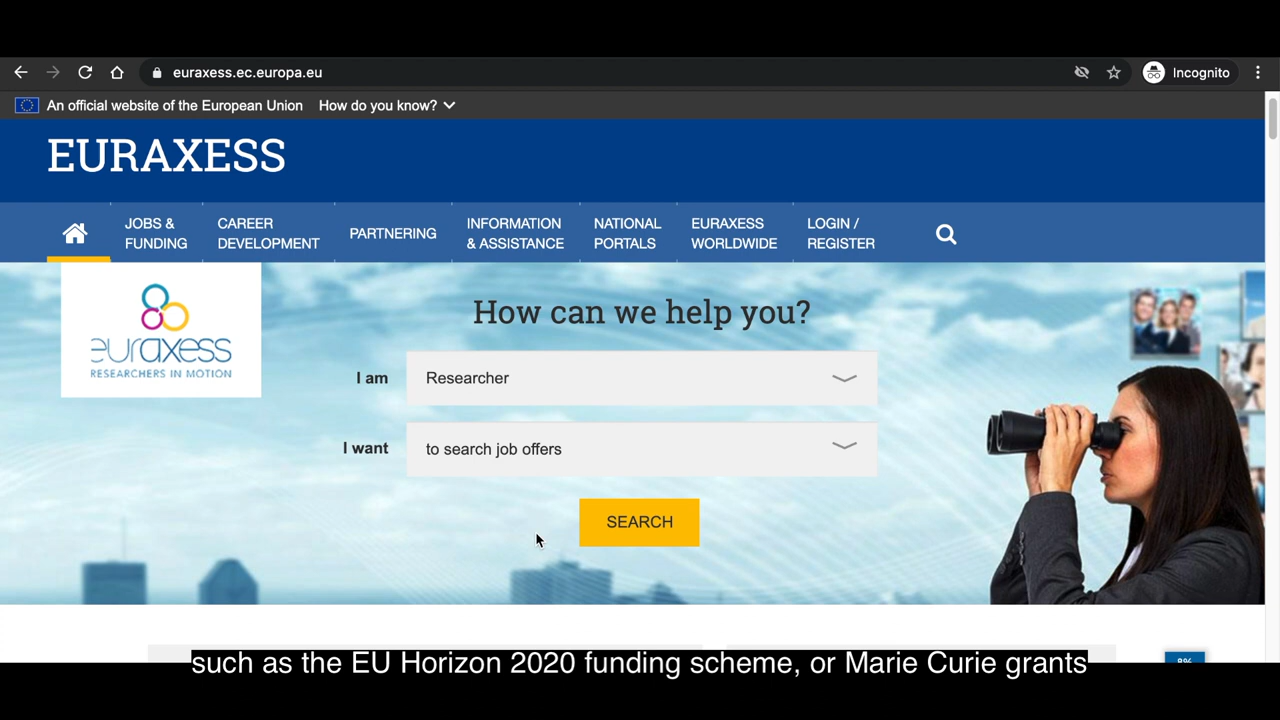 euraxess.ec.europa.eu
Incognito
An official website of the European Union How do you know?
EURAXESS
JOBS &
FUNDING
CAREER
DEVELOPMENT
PARTNERING
INFORMATION
& ASSISTANCE
NATIONAL
PORTALS
EURAXESS
WORLDWIDE
LOGIN /
REGISTER
euraxess
RESEARCHERS IN MOTION
How can we help you?
I am Researcher
I want to search job offers
SEARCH
such as the EU Horizon 2020 funding scheme, or Marie Curie grants